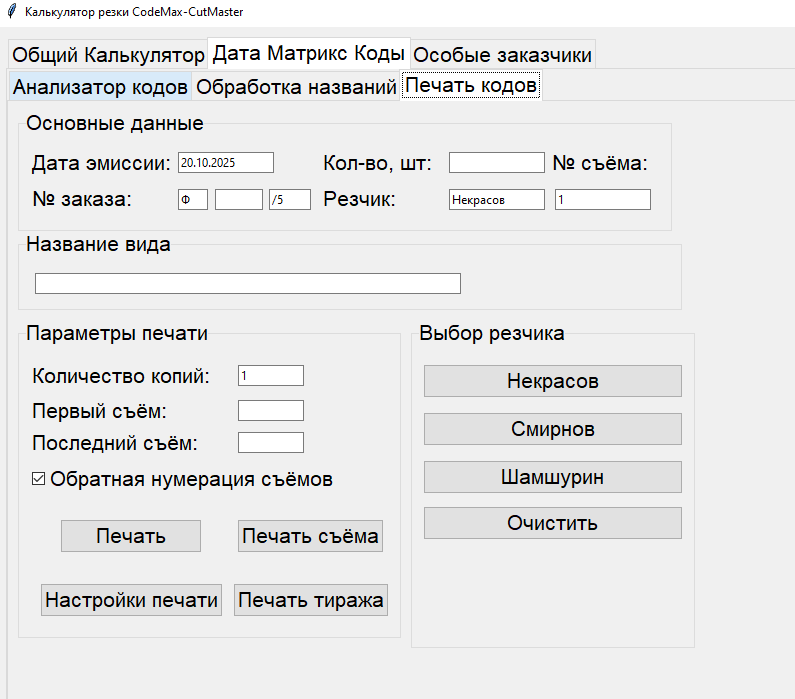 Калькулятор резки CodeMax-CutMaster
Общий Калькулятор Дата Матрикс Коды Особые заказчики
Анализатор кодов Обработка названий Печать кодов
Основные данные
Дата эмиссии: 20.10.2025 Кол-во, шт: № съёма:
№ заказа: Ф /5 Резчик: Некрасов 1
Название вида
Параметры печати
Количество копий: 1
Первый съём:
Последний съём:
Обратная нумерация съёмов
Печать Печать съёма
Настройки печати Печать тиража
Выбор резчика
Некрасов
Смирнов
Шамшурин
Очистить